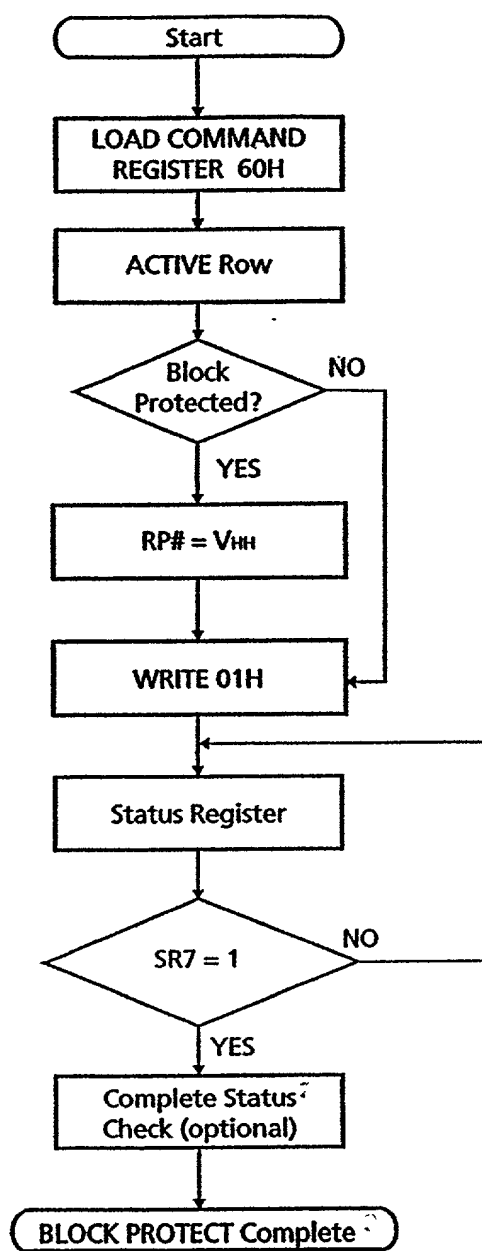 Start
LOAD COMMAND
REGISTER 60H
ACTIVE Row
Block
Protected?
NO
YES
RP# = VHH
WRITE 01H
Status Register
SR7 = 1
NO
YES
Complete Status
Check (optional)
BLOCK PROTECT Complete